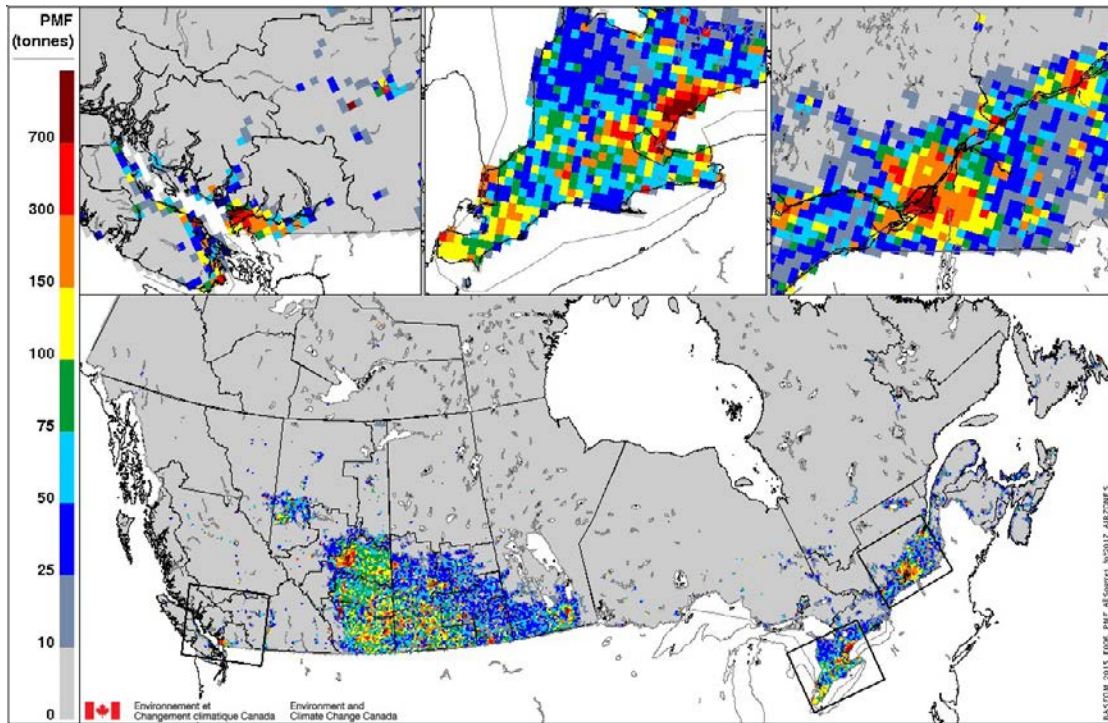 PMF
(tonnes)
700
300
150
100
75
50
25
10
0
Environnement et
Changement climatique Canada
Environment and
Climate Change Canada